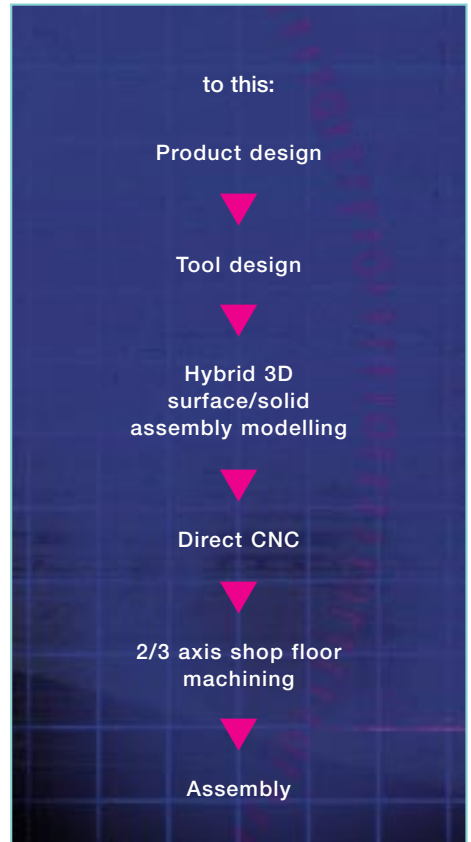 to this:
Product design
Tool design
Hybrid 3D
surface/solid
assembly modelling
Direct CNC
2/3 axis shop floor
machining
Assembly